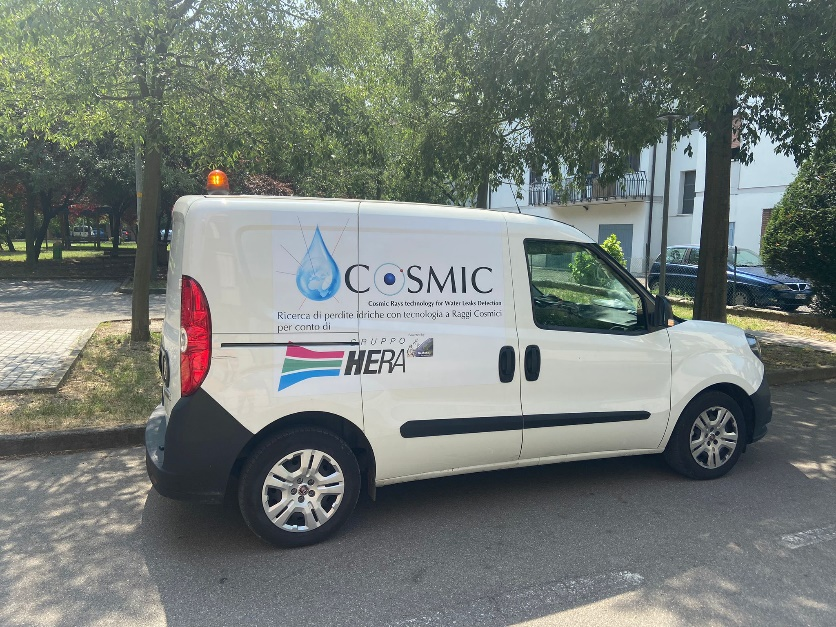 COSMIC
Cosmic Rays technology for Water Leaks Detection
Ricerca di perdite idriche con tecnologia a Raggi Cosmici
per conto di
GRUPPO
HERA